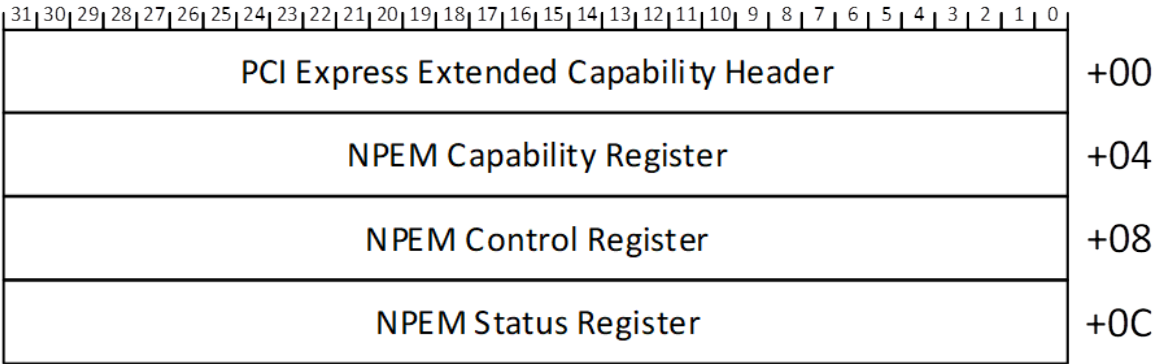 31 30 29 28 27 26 25 24 23 22 21 20 19 18 17 16 15 14 13 12 11 10 9 8 7 6 5 4 3 2 1 0
PCI Express Extended Capability Header +00
NPEM Capability Register +04
NPEM Control Register +08
NPEM Status Register +0C